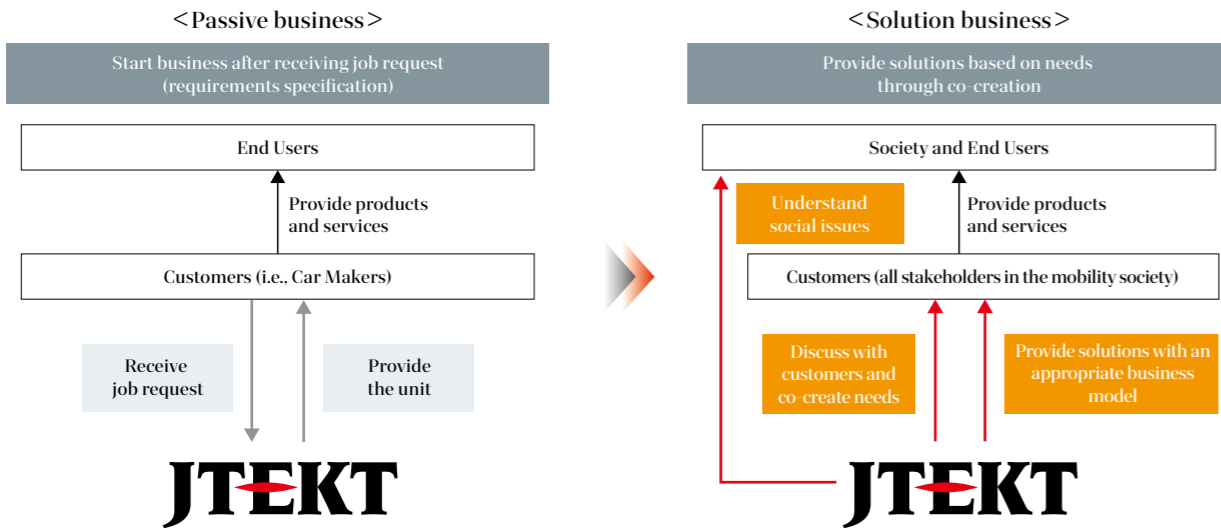 <Passive business>
Start business after receiving job request
(requirements specification)
End Users
Provide products
and services
Customers (i.e., Car Makers)
Receive
job request
Provide
the unit
JTEKT
<Solution business>
Provide solutions based on needs
through co-creation
Society and End Users
Understand
social issues
Provide products
and services
Customers (all stakeholders in the mobility society)
Discuss with
customers and
co-create needs
Provide solutions with an
appropriate business
model
JTEKT